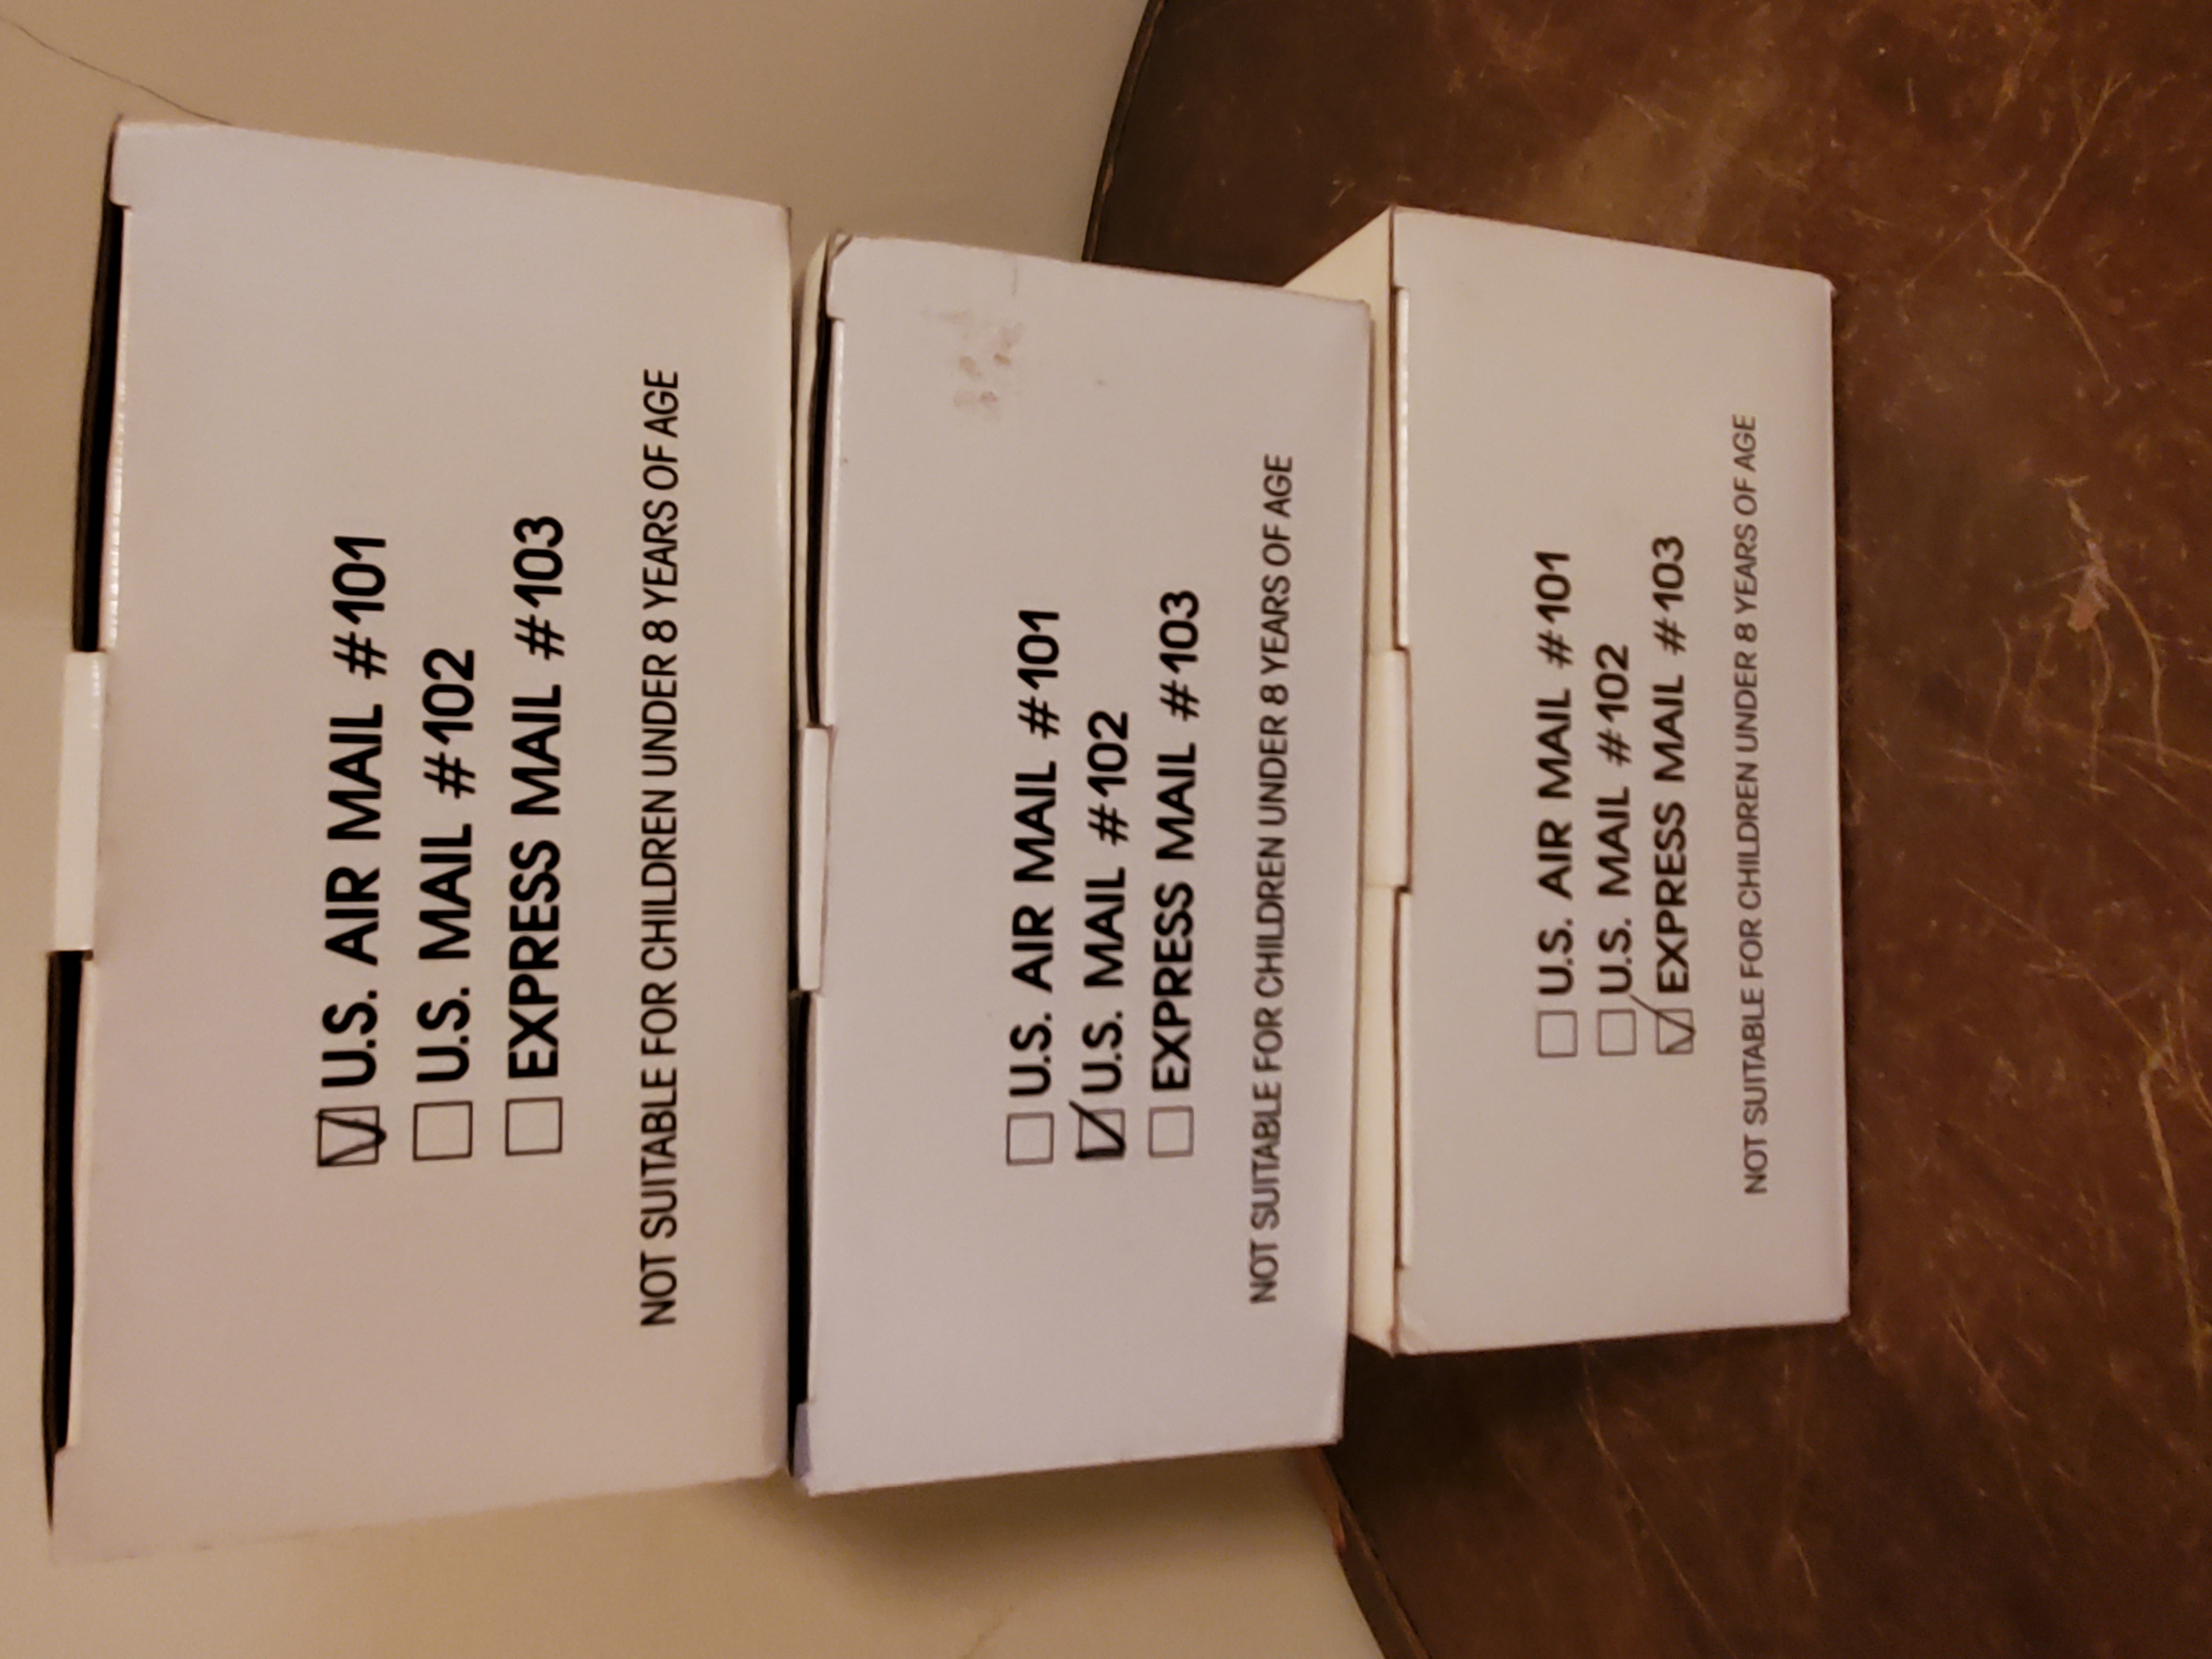 ☑ U.S. AIR MAIL #101
☐ U.S. MAIL #102
☐ EXPRESS MAIL #103
NOT SUITABLE FOR CHILDREN UNDER 8 YEARS OF AGE
☐ U.S. AIR MAIL #101
☑ U.S. MAIL #102
☐ EXPRESS MAIL #103
NOT SUITABLE FOR CHILDREN UNDER 8 YEARS OF AGE
☐ U.S. AIR MAIL #101
☐ U.S. MAIL #102
☑ EXPRESS MAIL #103
NOT SUITABLE FOR CHILDREN UNDER 8 YEARS OF AGE